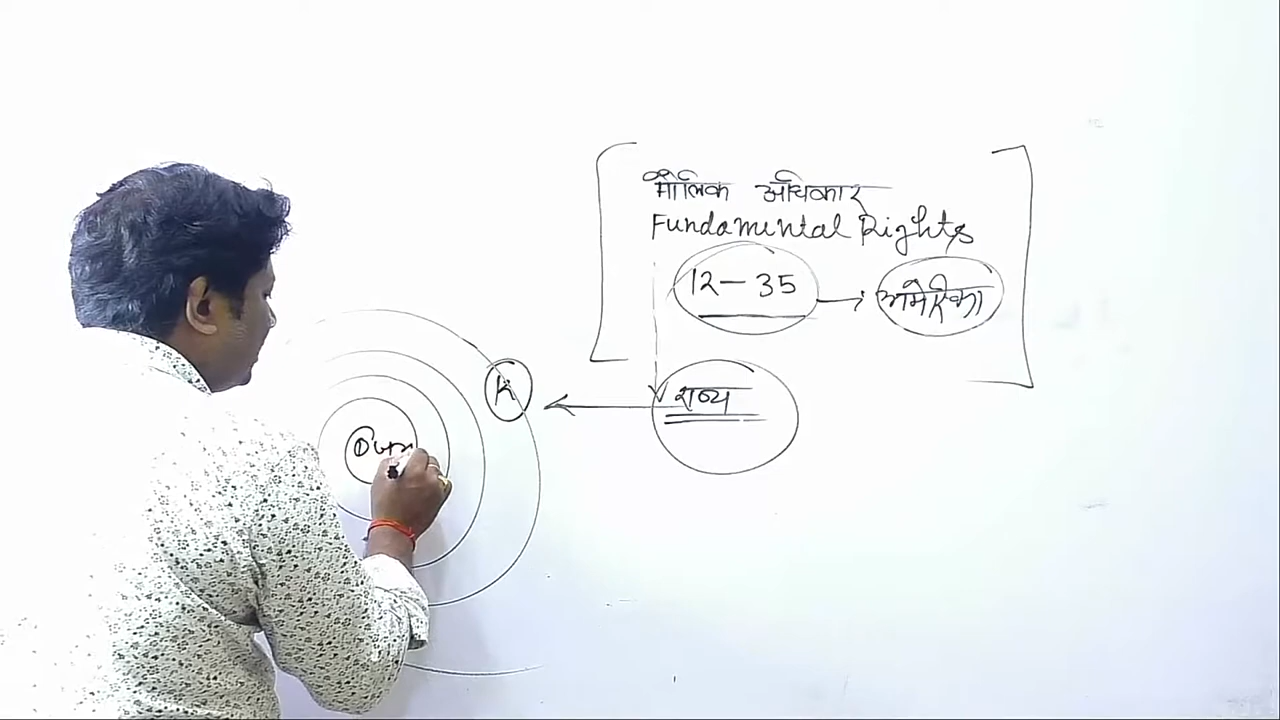 मौलिक अधिकार
Fundamental Rights
12 – 35 → अमेरिका
राज्य
K